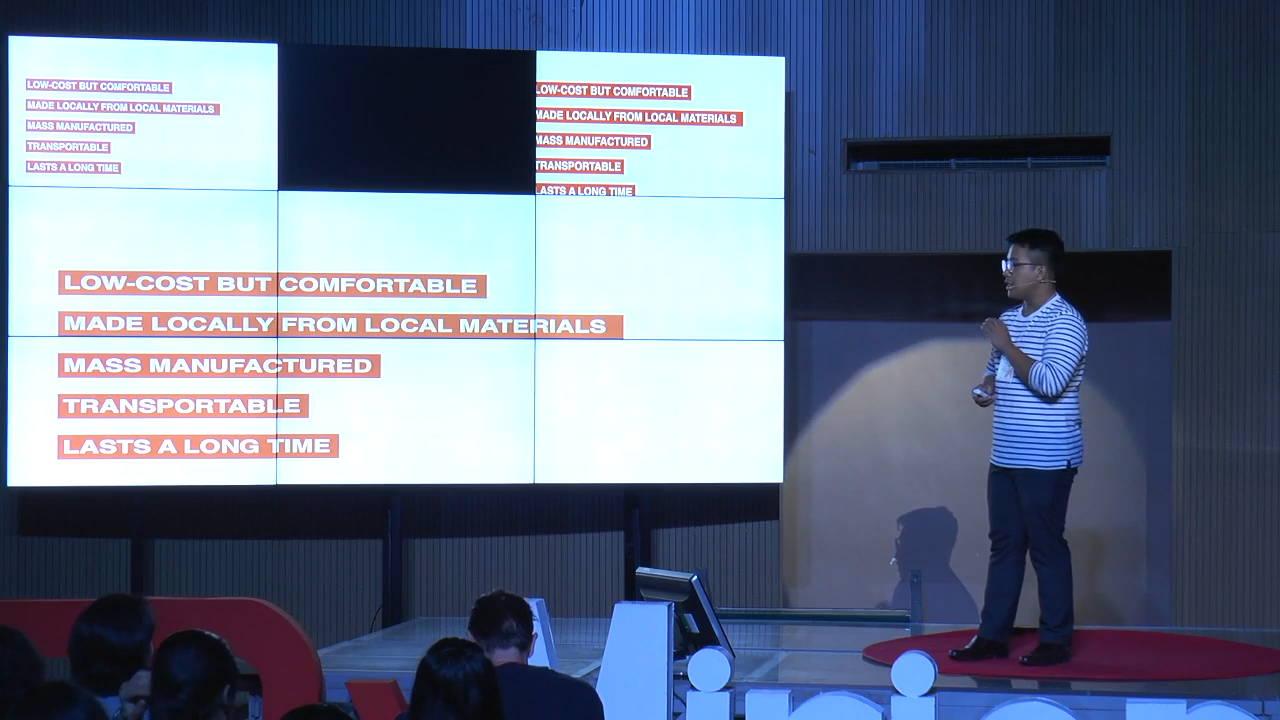 LOW-COST BUT COMFORTABLE
MADE LOCALLY FROM LOCAL MATERIALS
MASS MANUFACTURED
TRANSPORTABLE
LASTS A LONG TIME
LOW-COST BUT COMFORTABLE
MADE LOCALLY FROM LOCAL MATERIALS
MASS MANUFACTURED
TRANSPORTABLE
LASTS A LONG TIME
LOW-COST BUT COMFORTABLE
MADE LOCALLY FROM LOCAL MATERIALS
MASS MANUFACTURED
TRANSPORTABLE
LASTS A LONG TIME